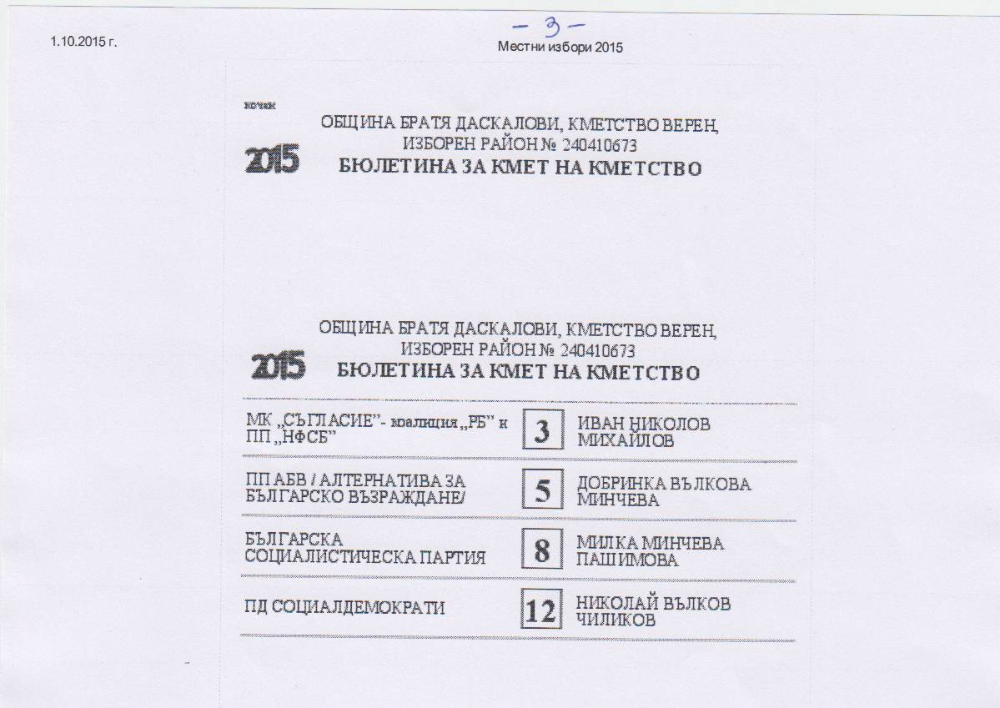 - 3 -
1.10.2015 г.
Местни избори 2015
кочан
ОБЩИНА БРАТЯ ДАСКАЛОВИ, КМЕТСТВО ВЕРЕН,
ИЗБОРЕН РАЙОН № 240410673
2015
БЮЛЕТИНА ЗА КМЕТ НА КМЕТСТВО
ОБЩИНА БРАТЯ ДАСКАЛОВИ, КМЕТСТВО ВЕРЕН,
ИЗБОРЕН РАЙОН № 240410673
2015
БЮЛЕТИНА ЗА КМЕТ НА КМЕТСТВО
МК „СЪГЛАСИЕ”- коалиция „РБ” и
ПП „НФСБ”
3
ИВАН НИКОЛОВ
МИХАЙЛОВ
ПП АБВ / АЛТЕРНАТИВА ЗА
БЪЛГАРСКО ВЪЗРАЖДАНЕ/
5
ДОБРИНКА ВЪЛКОВА
МИНЧЕВА
БЪЛГАРСКА
СОЦИАЛИСТИЧЕСКА ПАРТИЯ
8
МИЛКА МИНЧЕВА
ПАШИМОВА
ПД СОЦИАЛДЕМОКРАТИ
12
НИКОЛАЙ ВЪЛКОВ
ЧИЛИКОВ